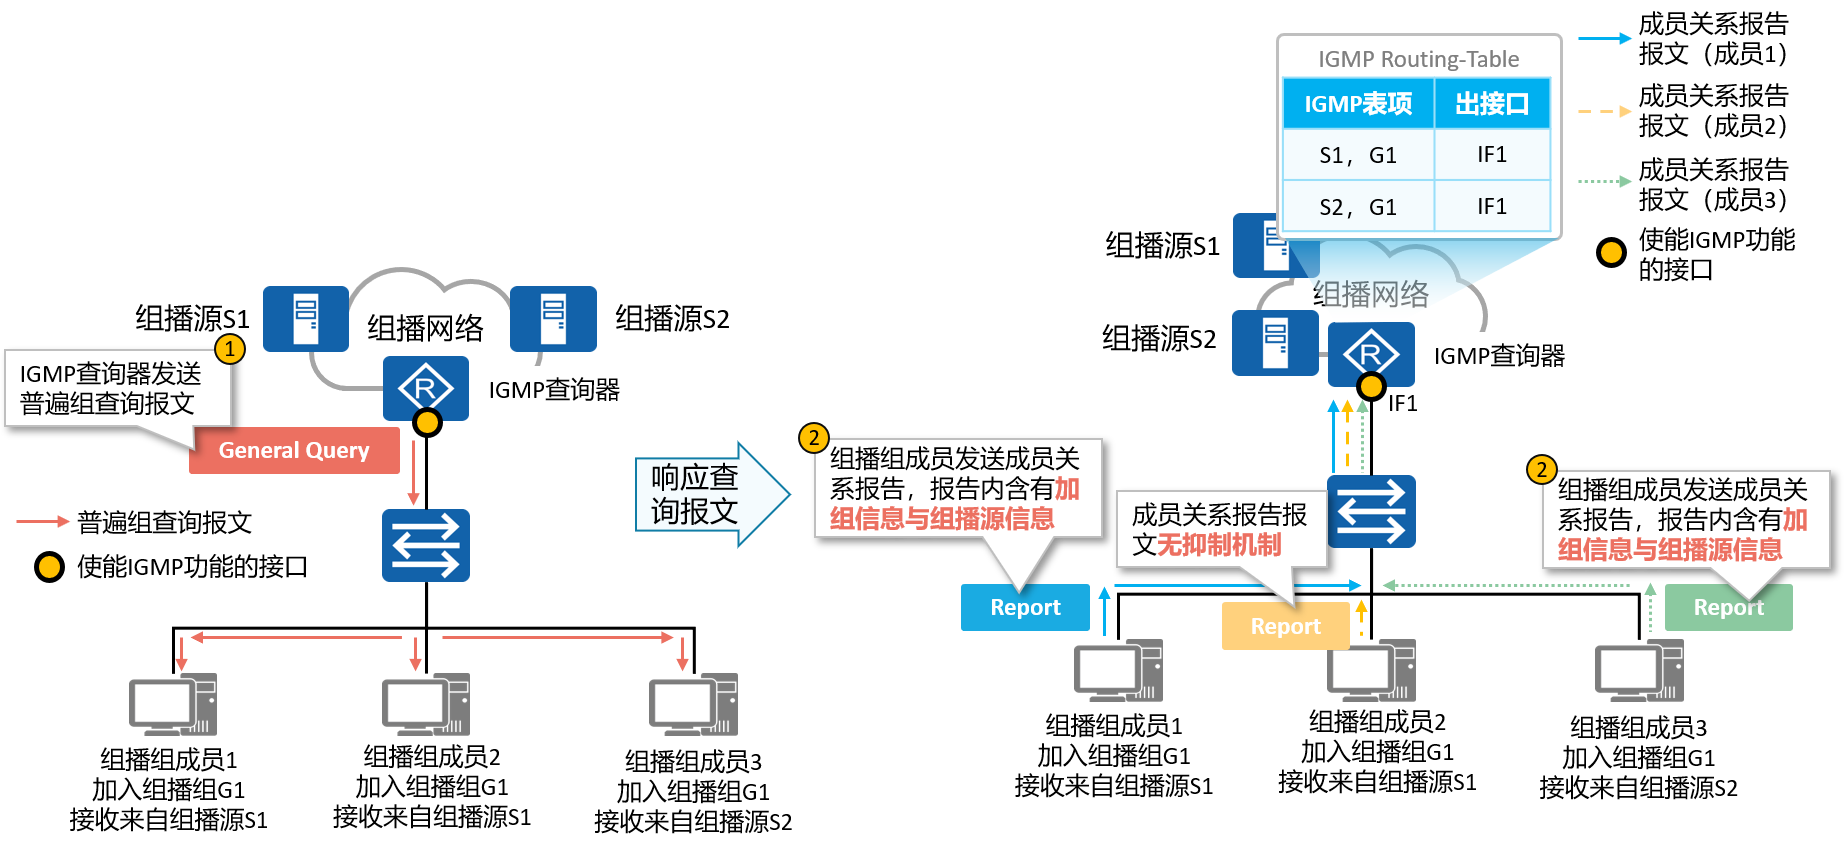 组播源S1
组播网络
组播源S2
1
IGMP查询器发送
普遍组查询报文
IGMP查询器
General Query
普遍组查询报文
使能IGMP功能的接口
组播组成员1
加入组播组G1
接收来自组播源S1
组播组成员2
加入组播组G1
接收来自组播源S1
组播组成员3
加入组播组G1
接收来自组播源S2
响应查
询报文
IGMP Routing-Table
IGMP表项
出接口
S1，G1
IF1
S2，G1
IF1
成员关系报告
报文（成员1）
成员关系报告
报文（成员2）
成员关系报告
报文（成员3）
使能IGMP功能
的接口
组播源S1
组播网络
组播源S2
R
R
IGMP查询器
IF1
2
组播组成员发送成员关
系报告，报告内含有加
组信息与组播源信息
成员关系报告报
文无抑制机制
2
组播组成员发送成员关
系报告，报告内含有加
组信息与组播源信息
Report
Report
Report
组播组成员1
加入组播组G1
接收来自组播源S1
组播组成员2
加入组播组G1
接收来自组播源S1
组播组成员3
加入组播组G1
接收来自组播源S2